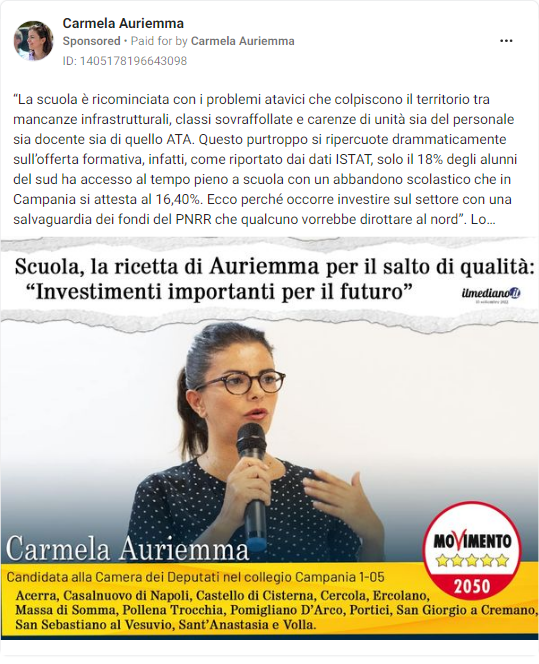 Carmela Auriemma
Sponsored • Paid for by Carmela Auriemma
ID: 1405178196643098
“La scuola è ricominciata con i problemi atavici che colpiscono il territorio tra
mancanze infrastrutturali, classi sovraffollate e carenze di unità sia del personale
sia docente sia di quello ATA. Questo purtroppo si ripercuote drammaticamente
sull’offerta formativa, infatti, come riportato dai dati ISTAT, solo il 18% degli alunni
del sud ha accesso al tempo pieno a scuola con un abbandono scolastico che in
Campania si attesta al 16,40%. Ecco perché occorre investire sul settore con una
salvaguardia dei fondi del PNRR che qualcuno vorrebbe dirottare al nord”. Lo...
Scuola, la ricetta di Auriemma per il salto di qualità:
“Investimenti importanti per il futuro”
ilmediano.it
Carmela Auriemma
Candidata alla Camera dei Deputati nel collegio Campania 1-05
Acerra, Casalnuovo di Napoli, Castello di Cisterna, Cercola, Ercolano,
Massa di Somma, Pollena Trocchia, Pomigliano D’Arco, Portici, San Giorgio a Cremano,
San Sebastiano al Vesuvio, Sant’Anastasia e Volla.
MOVIMENTO
2050